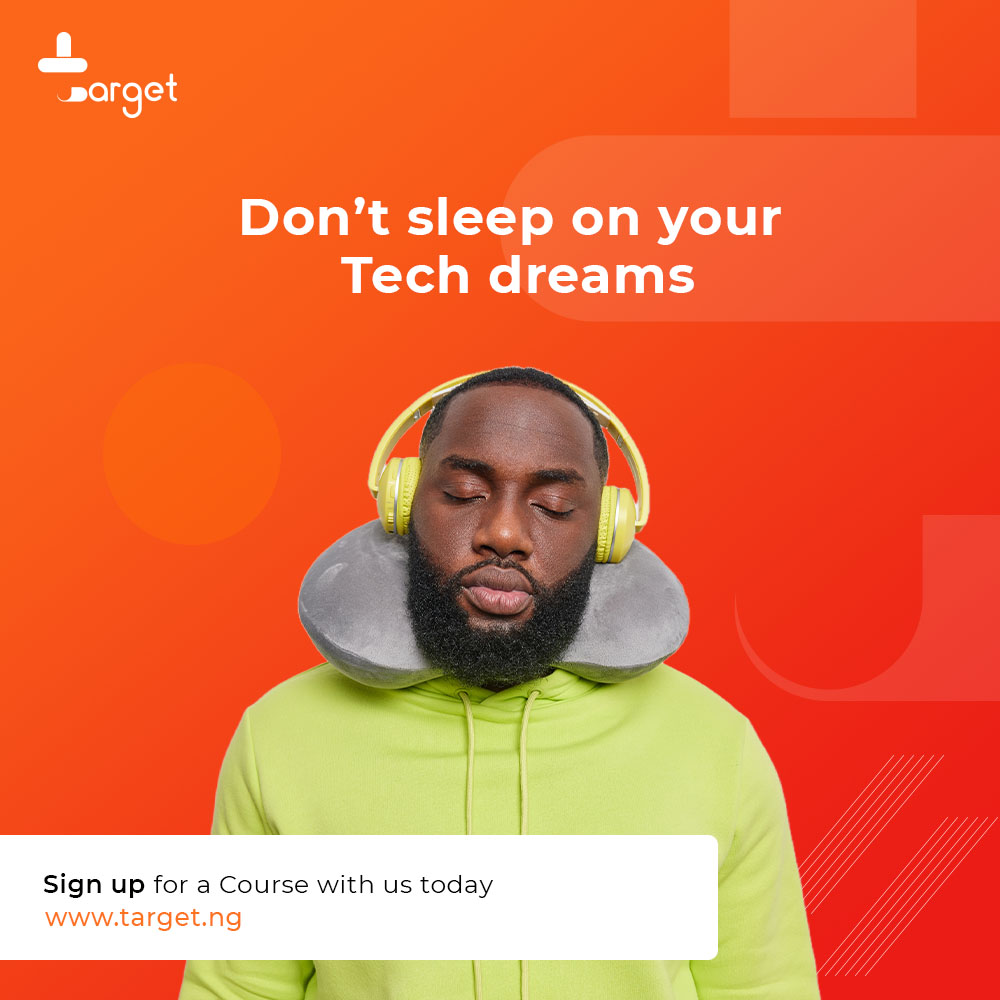 target
Don’t sleep on your
Tech dreams
Sign up for a Course with us today
www.target.ng